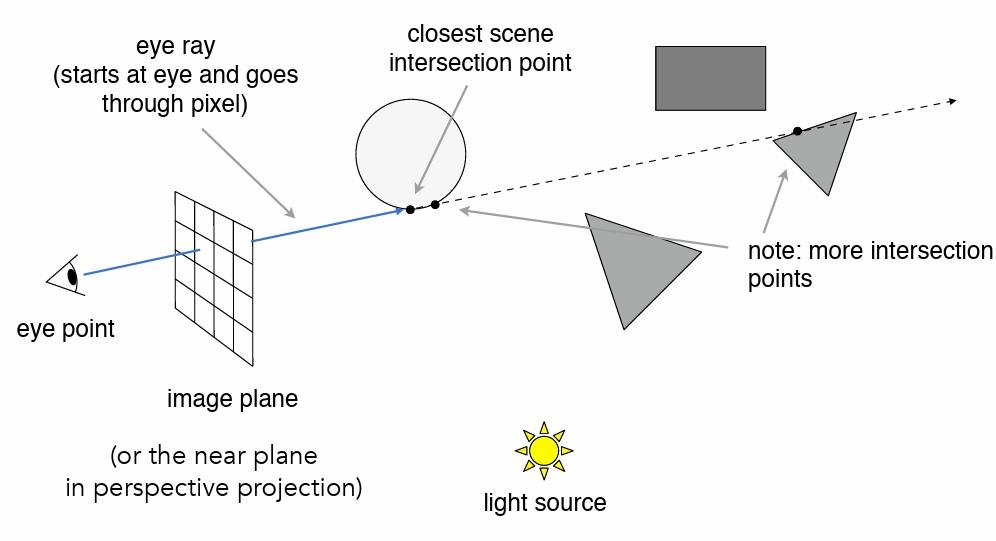 eye ray
(starts at eye and goes
through pixel)
closest scene
intersection point
note: more intersection
points
eye point
image plane
(or the near plane
in perspective projection)
light source